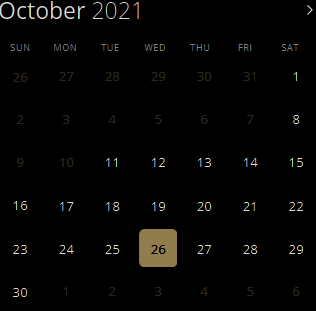 October 2021
SUN MON TUE WED THU FRI SAT
26 27 28 29 30 31 1
2 3 4 5 6 7 8
9 10 11 12 13 14 15
16 17 18 19 20 21 22
23 24 25 26 27 28 29
30 1 2 3 4 5 6